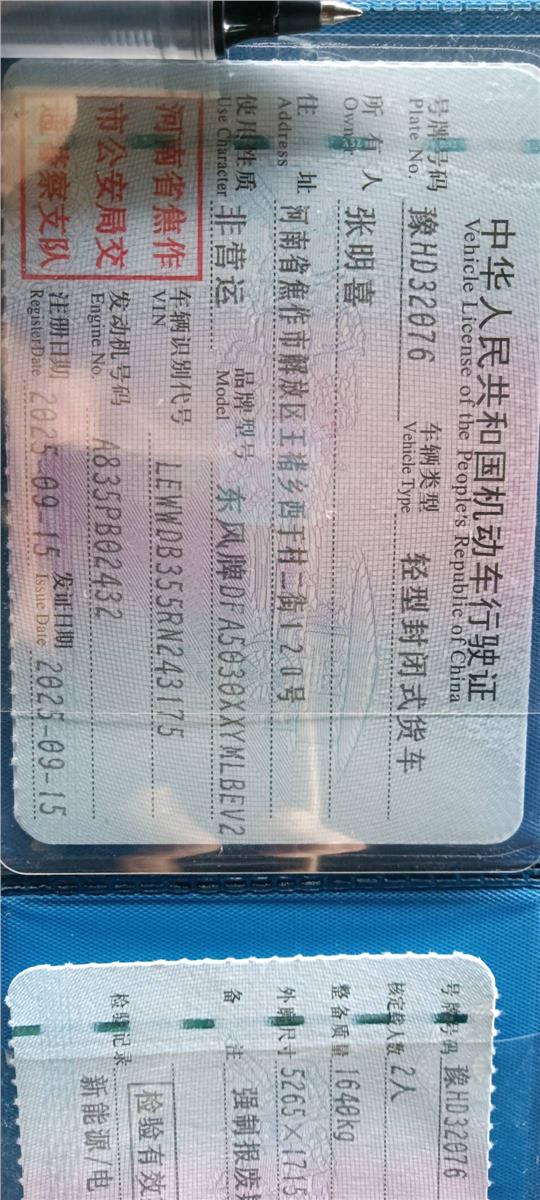 中华人民共和国机动车行驶证
Vehicle License of the People's Republic of China
号牌号码 豫HD32076 车辆类型 轻型封闭式货车
Plate No. Vehicle Type
所有人 张明喜
Owner
住址 河南省焦作市解放区王褚乡西于村二街120号
Address
使用性质 非营运 品牌型号 东风牌DFA5030XXYMLBEV2
Use Character Model
河南省焦作
市公安局交
通警察支队
车辆识别代号 LEWWDB355RN243175
VIN
发动机号码 A835PB02432
Engine No.
注册日期 2025-09-15 发证日期 2025-09-15
Register Date Issue Date
号牌号码 豫HD32076
核定载人数 2人
整备质量 1640kg
外廓尺寸 5265×1715
备注 强制报废
检验有效
检验记录
新能源/电